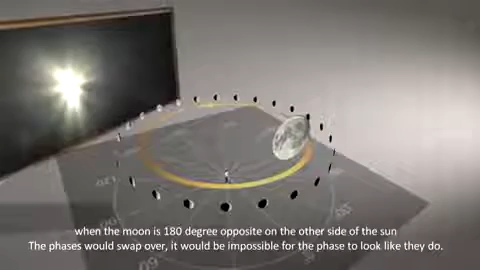 when the moon is 180 degree opposite on the other side of the sun
The phases would swap over, it would be impossible for the phase to look like they do.